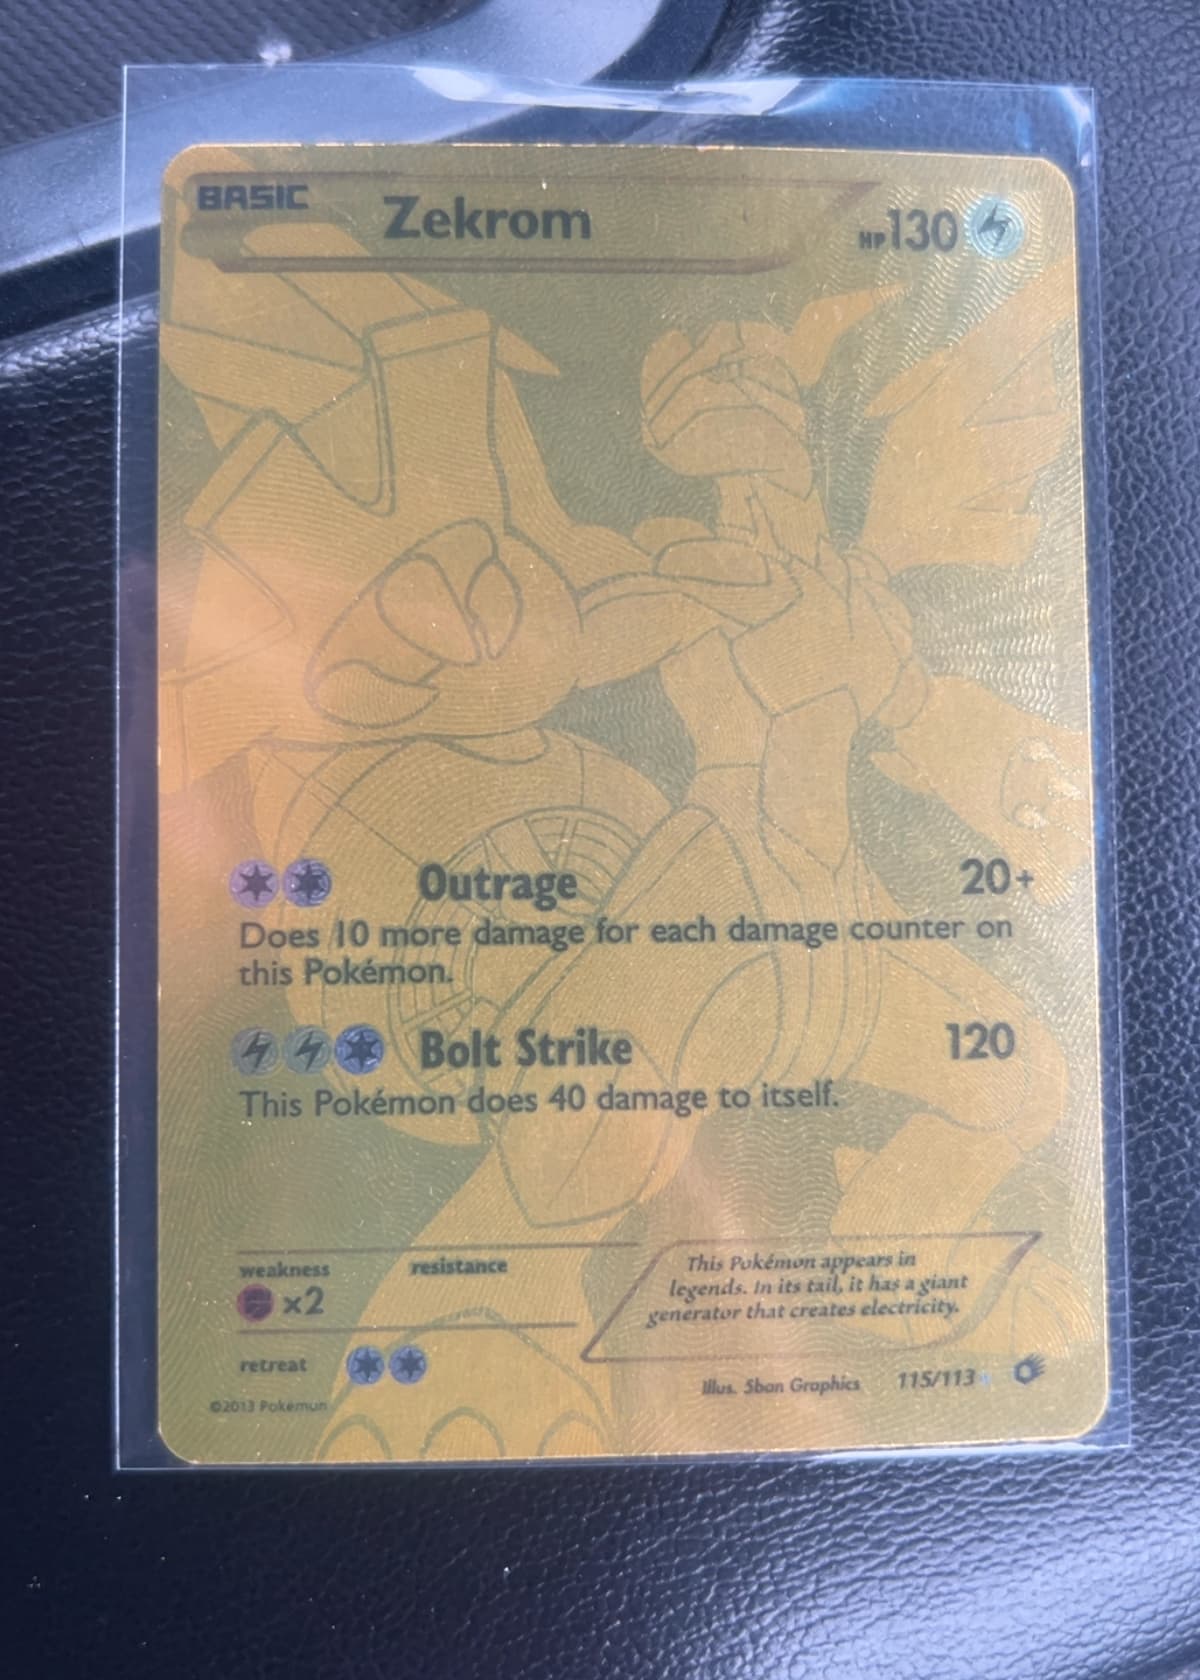 BASIC Zekrom HP130
Outrage 20+
Does 10 more damage for each damage counter on
this Pokémon.
Bolt Strike 120
This Pokémon does 40 damage to itself.
weakness resistance
x2
retreat
This Pokémon appears in
legends. In its tail, it has a giant
generator that creates electricity.
Illus. 5ban Graphics 115/113
©2013 Pokemun